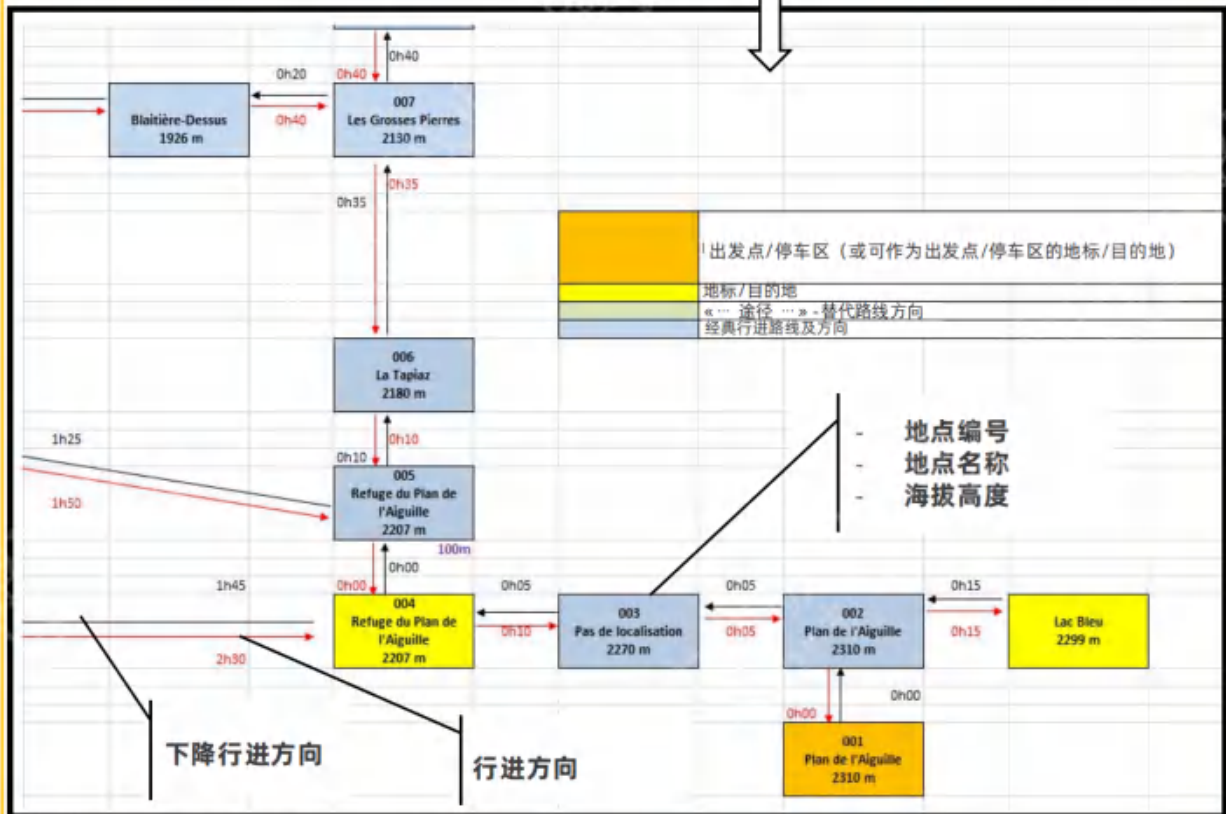 0h40
0h40
0h20
0h40
Blaitière-Dessus
1926 m
007
Les Grosses Pierres
2130 m
0h35
0h35
出发点/停车区（或可作为出发点/停车区的地标/目的地）
地标/目的地
«··· 途径 ···» -替代路线方向
经典行进路线及方向
006
La Tapiaz
2180 m
1h25
1h50
0h10
0h10
005
Refuge du Plan de
l'Aiguille
2207 m
100m
- 地点编号
- 地点名称
- 海拔高度
0h00
0h00
1h45
2h30
004
Refuge du Plan de
l'Aiguille
2207 m
0h05
0h10
003
Pas de localisation
2270 m
0h05
0h05
002
Plan de l'Aiguille
2310 m
0h15
0h15
Lac Bleu
2299 m
0h00
0h00
001
Plan de l'Aiguille
2310 m
下降行进方向
行进方向